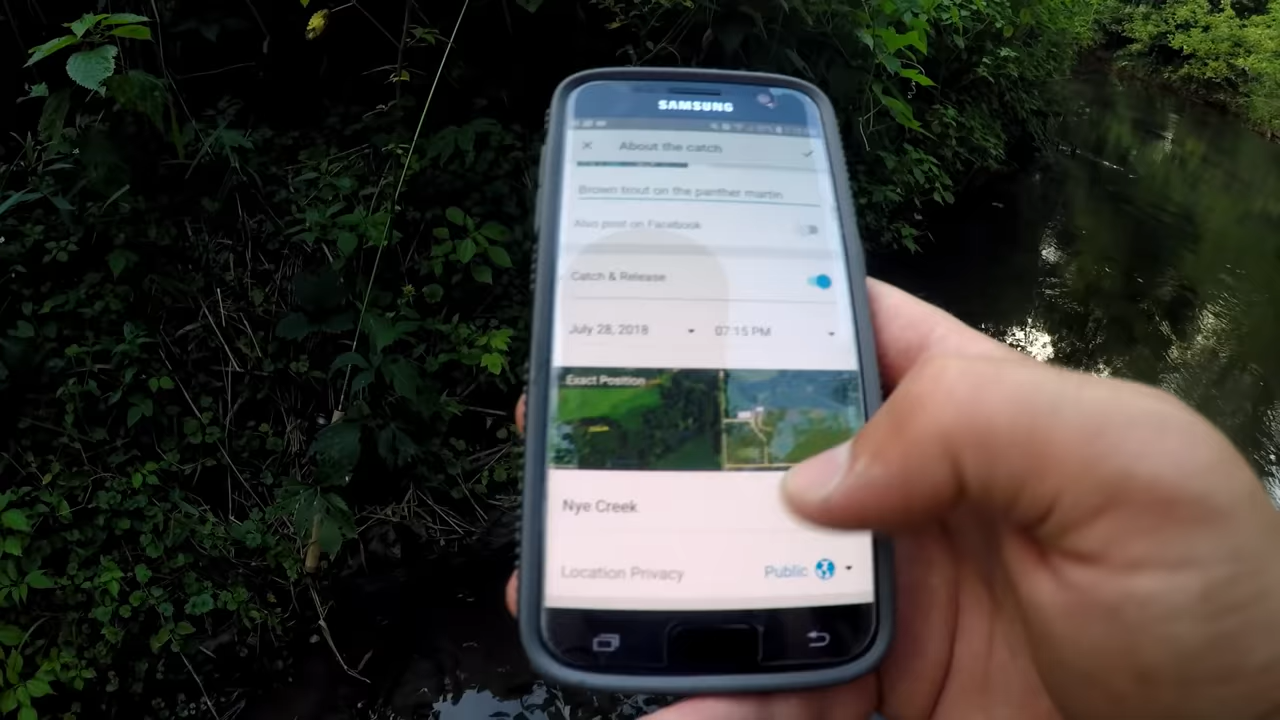 SAMSUNG
About the catch
Brown trout on the panther martin
Also post on Facebook
Catch & Release
July 28, 2018 07:15 PM
Exact Position
Nye Creek
Location Privacy Public